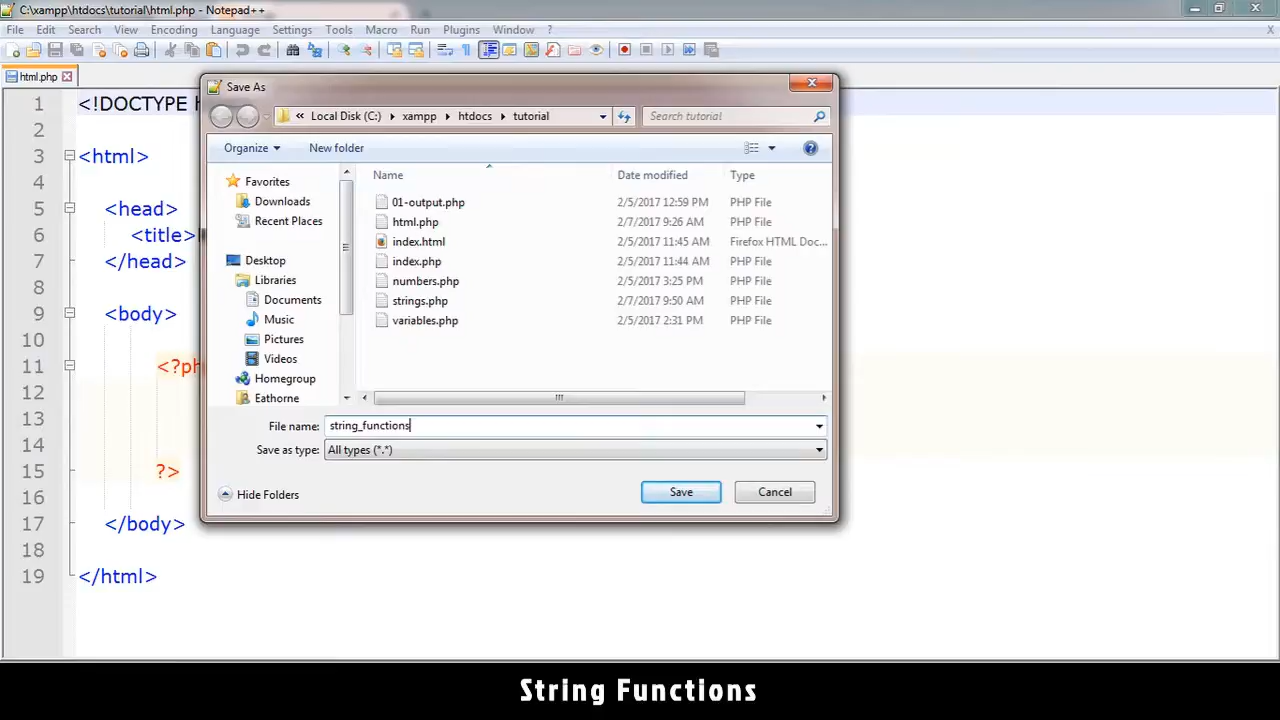 C:\xampp\htdocs\tutorial\html.php - Notepad++
File Edit Search View Encoding Language Settings Tools Macro Run Plugins Window ? X
html.php
Save As
« Local Disk (C:) xampp htdocs tutorial Search tutorial
Organize New folder
Name Date modified Type
01-output.php 2/5/2017 12:59 PM PHP File
html.php 2/7/2017 9:26 AM PHP File
index.html 2/5/2017 11:45 AM Firefox HTML Doc...
index.php 2/5/2017 11:44 AM PHP File
numbers.php 2/5/2017 3:25 PM PHP File
strings.php 2/7/2017 9:50 AM PHP File
variables.php 2/5/2017 2:31 PM PHP File
Favorites
Downloads
Recent Places
Desktop
Libraries
Documents
Music
Pictures
Videos
Homegroup
Eathorne
File name: string_functions
Save as type: All types (*.*)
Hide Folders Save Cancel
1 <!DOCTYPE
2
3 <html>
4
5 <head>
6 <title>
7 </head>
8
9 <body>
10
11 <?php
12
13
14
15 ?>
16
17 </body>
18
19 </html>
String Functions